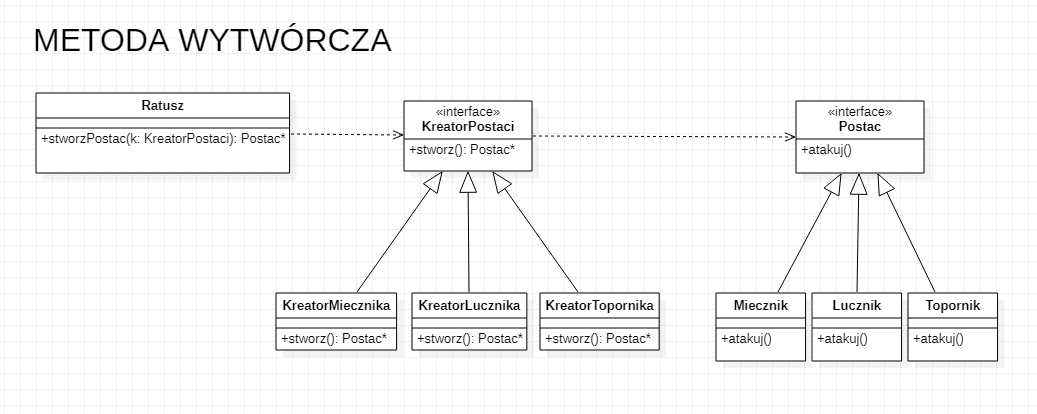 METODA WYTWÓRCZA
Ratusz
+stworzPostac(k: KreatorPostaci): Postac*
«interface»
KreatorPostaci
+stworz(): Postac*
«interface»
Postac
+atakuj()
KreatorMiecznika
+stworz(): Postac*
KreatorLucznika
+stworz(): Postac*
KreatorTopornika
+stworz(): Postac*
Miecznik
+atakuj()
Lucznik
+atakuj()
Topornik
+atakuj()